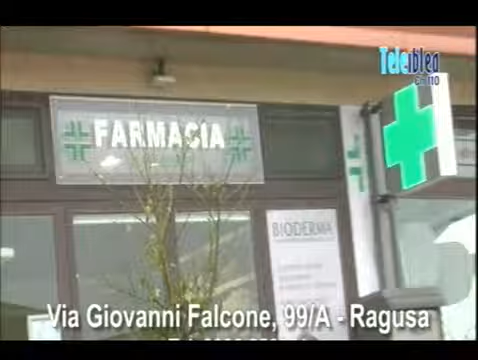 Teleiblea
FARMACIA
BIODERMA
Via Giovanni Falcone, 99/A - Ragusa